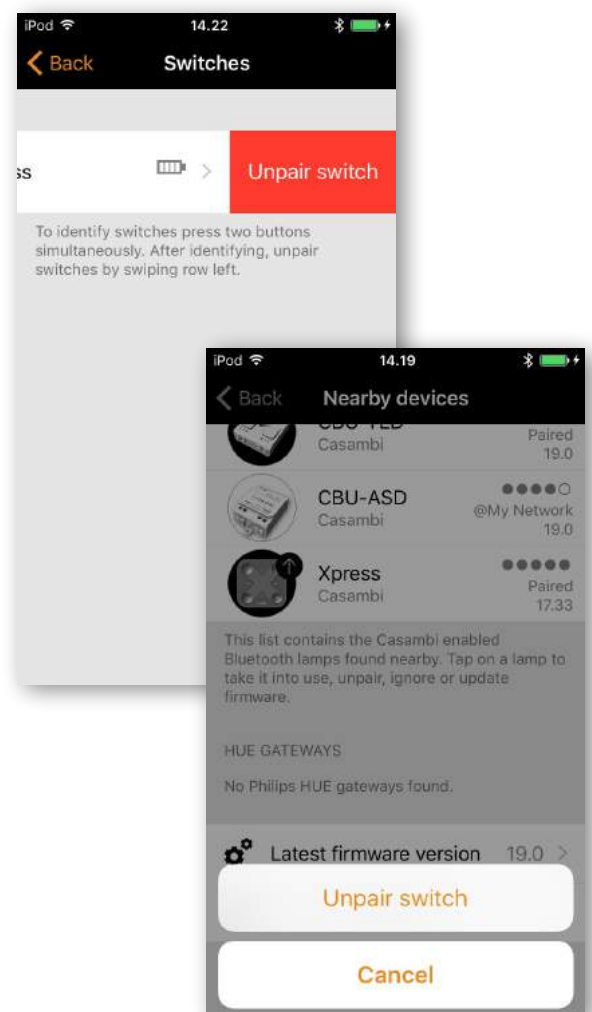 iPod 14.22
Back Switches
ss Unpair switch
To identify switches press two buttons
simultaneously. After identifying, unpair
switches by swiping row left.
iPod 14.19
Back Nearby devices
CBU-TED
Casambi Paired
19.0
CBU-ASD
Casambi @My Network
19.0
Xpress
Casambi Paired
17.33
This list contains the Casambi enabled
Bluetooth lamps found nearby. Tap on a lamp to
take it into use, unpair, ignore or update
firmware.
HUE GATEWAYS
No Philips HUE gateways found.
Latest firmware version 19.0
Unpair switch
Cancel